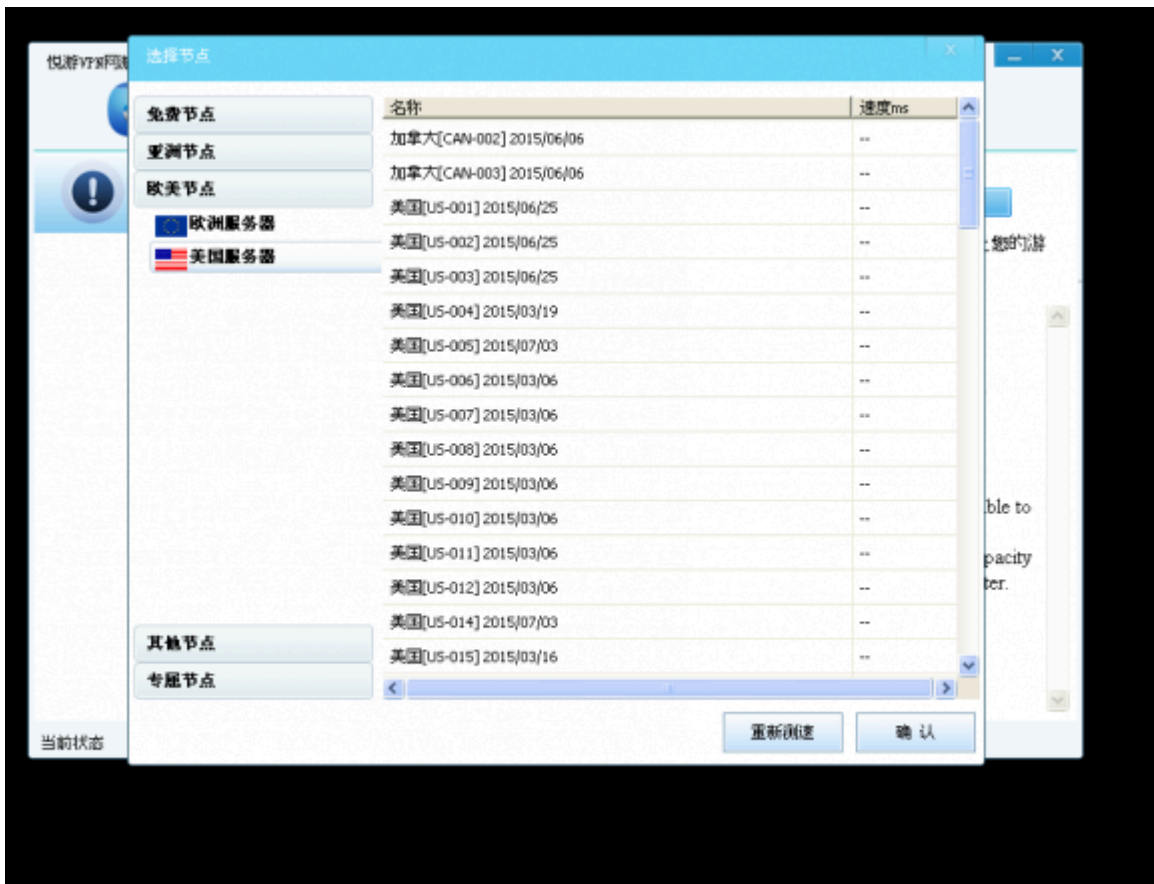 悦游VPN网游
选择节点
免费节点
亚洲节点
欧美节点
欧洲服务器
美国服务器
其他节点
专属节点
名称 速度ms
加拿大[CAN-002] 2015/06/06 --
加拿大[CAN-003] 2015/06/06 --
美国[US-001] 2015/06/25 --
美国[US-002] 2015/06/25 --
美国[US-003] 2015/06/25 --
美国[US-004] 2015/03/19 --
美国[US-005] 2015/07/03 --
美国[US-006] 2015/03/06 --
美国[US-007] 2015/03/06 --
美国[US-008] 2015/03/06 --
美国[US-009] 2015/03/06 --
美国[US-010] 2015/03/06 --
美国[US-011] 2015/03/06 --
美国[US-012] 2015/03/06 --
美国[US-014] 2015/07/03 --
美国[US-015] 2015/03/16 --
重新测速 确 认
您的游
ble to
pacity
ter.
当前状态